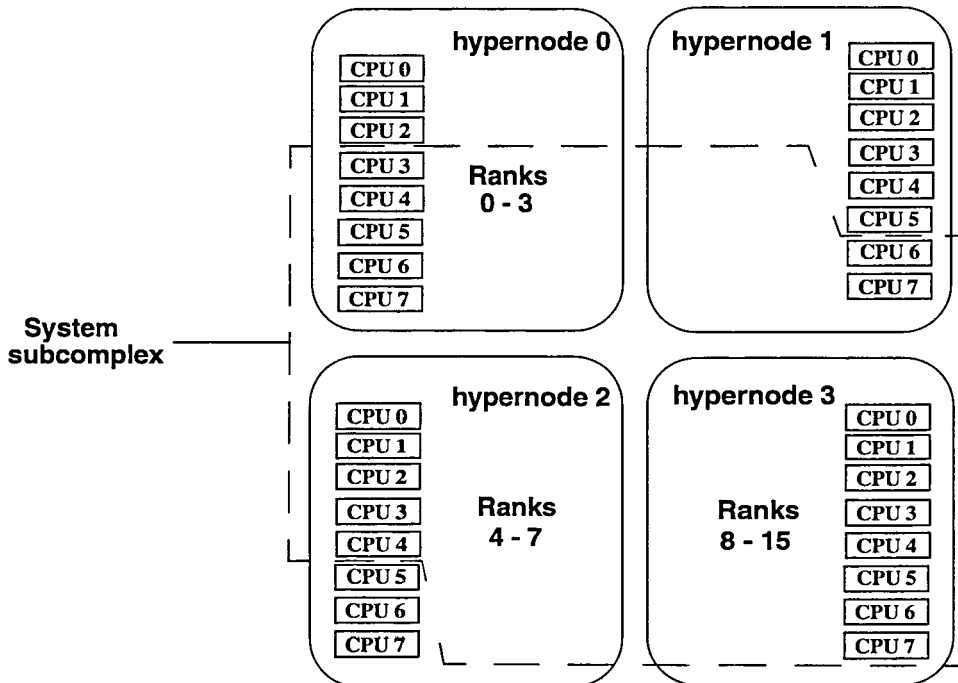 hypernode 0
CPU 0
CPU 1
CPU 2
CPU 3
CPU 4
CPU 5
CPU 6
CPU 7
Ranks
0 - 3
hypernode 1
CPU 0
CPU 1
CPU 2
CPU 3
CPU 4
CPU 5
CPU 6
CPU 7
System
subcomplex
hypernode 2
CPU 0
CPU 1
CPU 2
CPU 3
CPU 4
CPU 5
CPU 6
CPU 7
Ranks
4 - 7
hypernode 3
CPU 0
CPU 1
CPU 2
CPU 3
CPU 4
CPU 5
CPU 6
CPU 7
Ranks
8 - 15